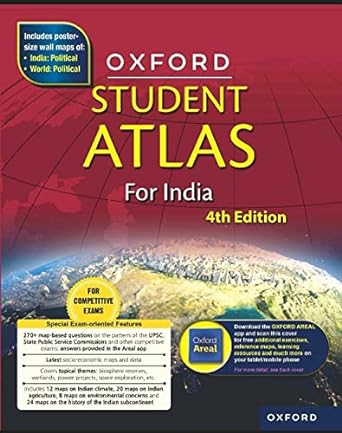 Includes poster-
size wall maps of:
• India: Political
• World: Political
OXFORD
STUDENT
ATLAS
For India
4th Edition
FOR
COMPETITIVE
EXAMS
Special Exam-oriented Features
270+ map-based questions on the patterns of the UPSC,
State Public Service Commissions and other competitive
exams; answers provided in the Areal app
Latest socio-economic maps and data
Covers topical themes: biosphere reserves,
wetlands, power projects, space exploration, etc.
Includes 12 maps on Indian climate, 20 maps on Indian
agriculture, 8 maps on environmental concerns and
24 maps on the history of the Indian subcontinent
Oxford
Areal
Download the OXFORD AREAL
app and scan this cover
for free additional exercises,
reference maps, learning
resources and much more on
your tablet/mobile phone
For more detail, see back cover.
OXFORD